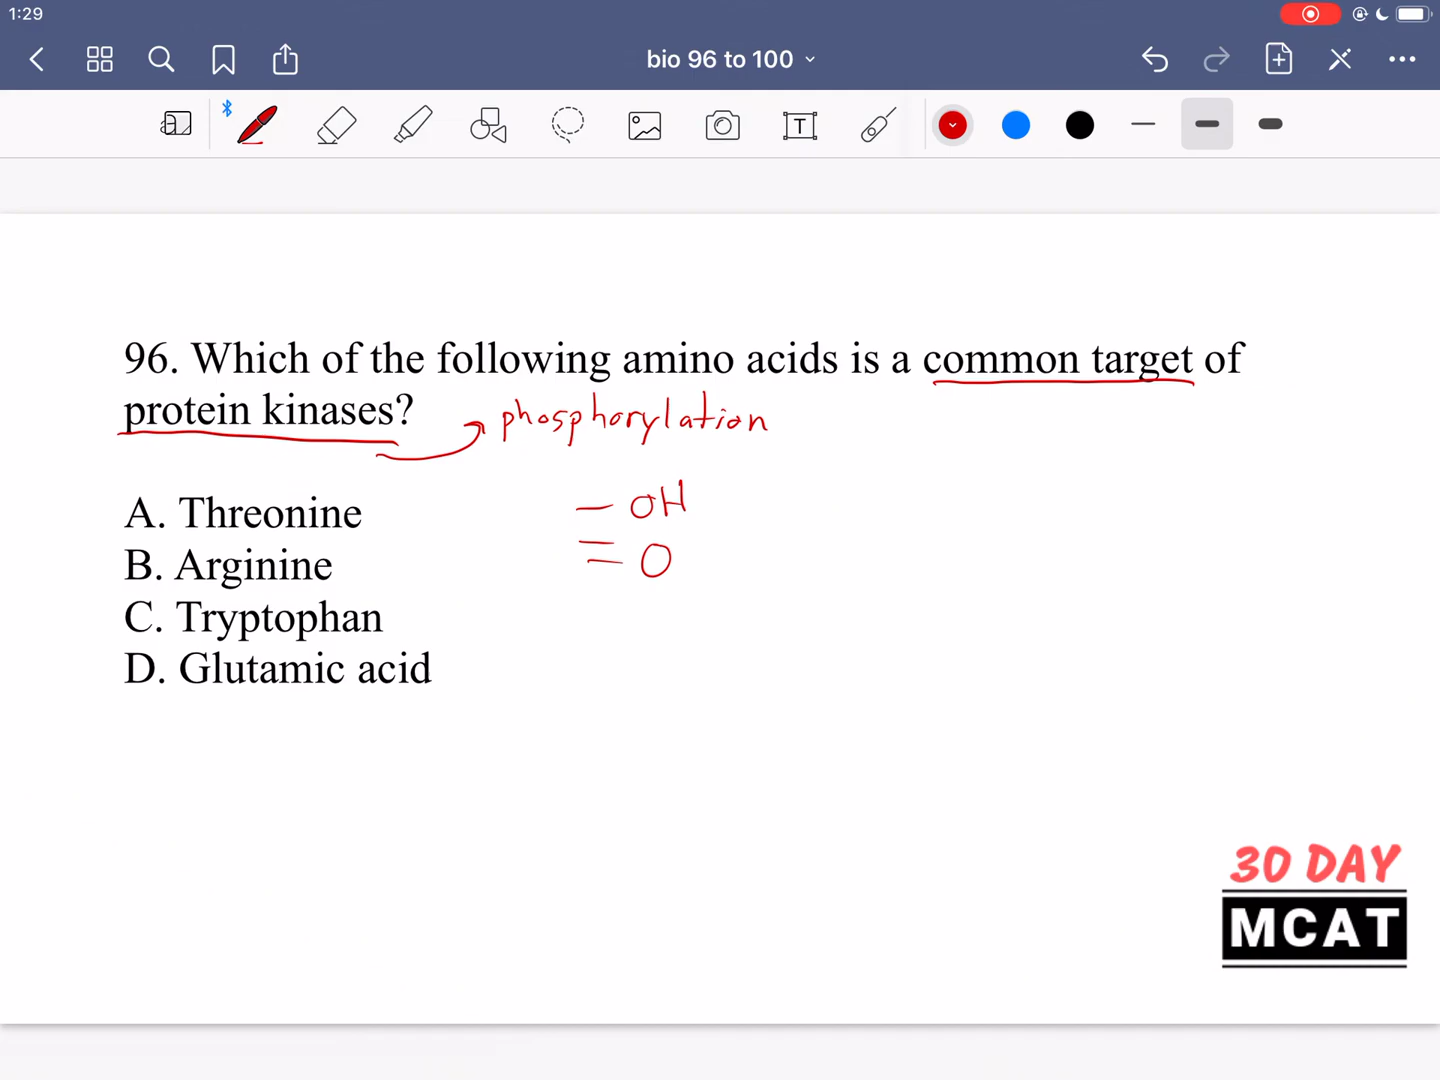 1:29
bio 96 to 100
T
96. Which of the following amino acids is a common target of
protein kinases?
phosphorylation
A. Threonine
– OH
B. Arginine
= O
C. Tryptophan
D. Glutamic acid
30 DAY
MCAT